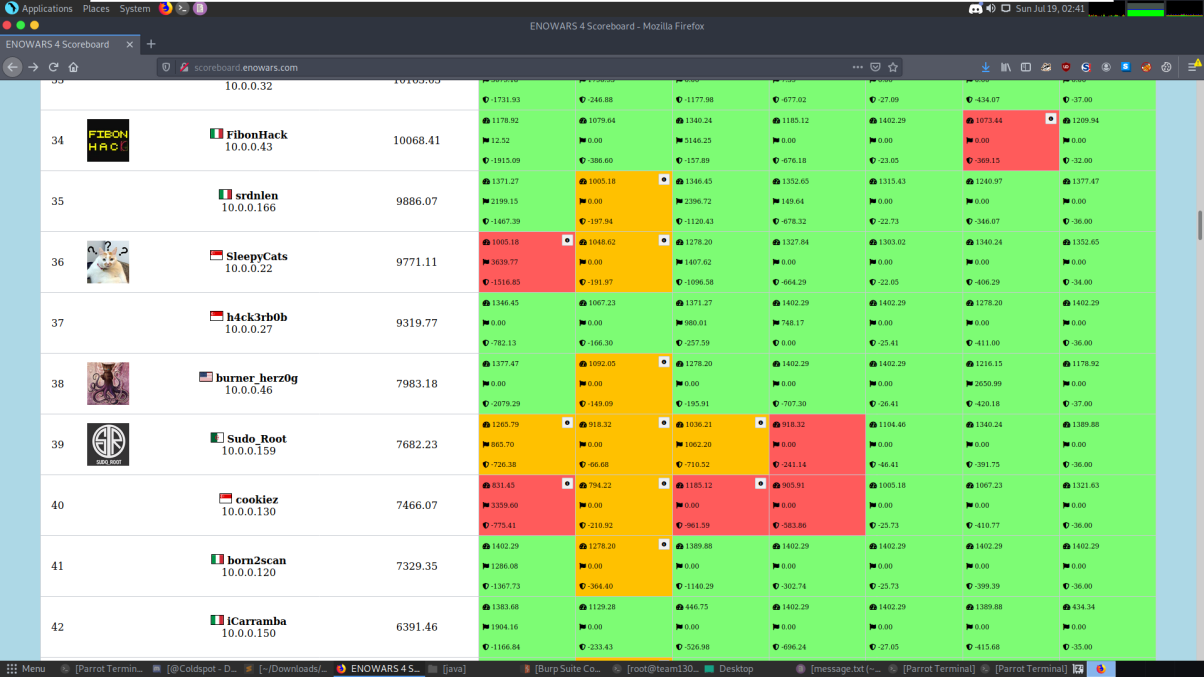 Applications Places System
Sun Jul 19, 02:41
ENOWARS 4 Scoreboard - Mozilla Firefox
ENOWARS 4 Scoreboard
scoreboard.enowars.com
10.0.0.32
-1731.93 -246.88 -1177.98 -677.02 -27.09 -434.07 -37.00
1178.92 1079.64 1340.24 1185.12 1402.29 1073.44 1209.94
34 FIBON HAC FibonHack 10068.41 12.52 0.00 5146.25 0.00 0.00 0.00 0.00
10.0.0.43
-1915.09 -386.60 -157.89 -676.18 -23.05 -369.15 -32.00
1371.27 1005.18 1346.45 1352.65 1315.43 1240.97 1377.47
35 srdnlen 9886.07 2199.15 0.00 2396.72 149.64 0.00 0.00 0.00
10.0.0.166
-1467.39 -197.94 -1120.43 -678.32 -22.73 -346.07 -36.00
1005.18 1048.62 1278.20 1327.84 1303.02 1340.24 1352.65
36 ? ? ? SleepyCats 9771.11 3639.77 0.00 1407.62 0.00 0.00 0.00 0.00
10.0.0.22
-1516.85 -191.97 -1096.58 -664.29 -22.05 -406.29 -34.00
1346.45 1067.23 1371.27 1402.29 1402.29 1278.20 1402.29
37 h4ck3rb0b 9319.77 0.00 0.00 980.01 748.17 0.00 0.00 0.00
10.0.0.27
-782.13 -166.30 -257.59 0.00 -25.41 -411.00 -36.00
1377.47 1092.05 1278.20 1402.29 1402.29 1216.15 1178.92
38 burner_herz0g 7983.18 0.00 0.00 0.00 0.00 0.00 2650.99 0.00
10.0.0.46
-2079.29 -149.09 -195.91 -707.30 -26.41 -420.18 -37.00
1265.79 918.32 1036.21 918.32 1104.46 1340.24 1389.88
39 SUDO_ROOT Sudo_Root 7682.23 865.70 0.00 1062.20 0.00 0.00 0.00 0.00
10.0.0.159
-726.38 -66.68 -710.52 -241.14 -46.41 -391.75 -36.00
831.45 794.22 1185.12 905.91 1005.18 1067.23 1321.63
40 cookiez 7466.07 3359.60 0.00 0.00 0.00 0.00 0.00 0.00
10.0.0.130
-775.41 -210.92 -961.59 -583.86 -25.73 -410.77 -36.00
1402.29 1278.20 1389.88 1402.29 1402.29 1402.29 1402.29
41 born2scan 7329.35 1286.08 0.00 0.00 0.00 0.00 0.00 0.00
10.0.0.120
-1367.73 -364.40 -1140.29 -302.74 -25.73 -399.39 -36.00
1383.68 1129.28 446.75 1402.29 1402.29 1389.88 434.34
42 iCarramba 6391.46 1904.16 0.00 0.00 0.00 0.00 0.00 0.00
10.0.0.150
-1166.84 -233.43 -526.98 -696.24 -27.05 -415.68 -35.00
Menu [Parrot Termin... [@Coldspot - D... [~/Downloads/... ENOWARS 4 S... [java] [Burp Suite Co... [root@team130... Desktop [message.txt (~... [Parrot Terminal] [Parrot Terminal]